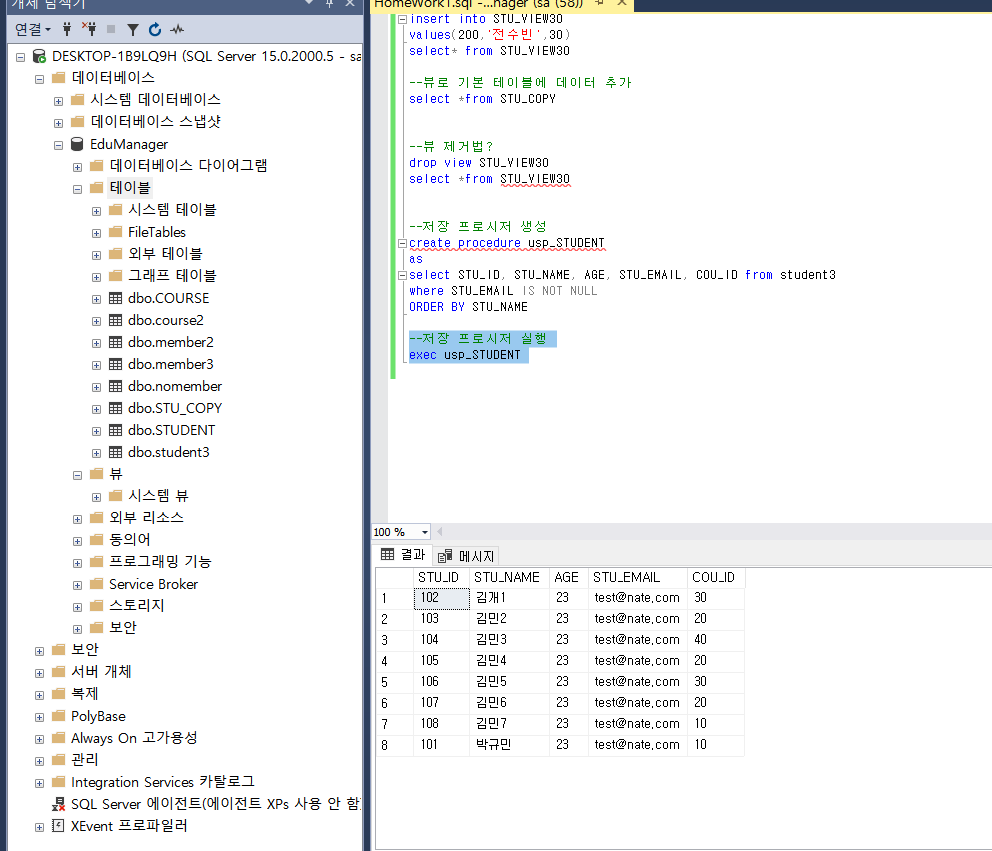 개체 탐색기
연결
DESKTOP-1B9LQ9H (SQL Server 15.0.2000.5 - sa
데이터베이스
시스템 데이터베이스
데이터베이스 스냅샷
EduManager
데이터베이스 다이어그램
테이블
시스템 테이블
FileTables
외부 테이블
그래프 테이블
dbo.COURSE
dbo.course2
dbo.member2
dbo.member3
dbo.nomember
dbo.STU_COPY
dbo.STUDENT
dbo.student3
뷰
시스템 뷰
외부 리소스
동의어
프로그래밍 기능
Service Broker
스토리지
보안
보안
서버 개체
복제
PolyBase
Always On 고가용성
관리
Integration Services 카탈로그
SQL Server 에이전트(에이전트 XPs 사용 안 함)
XEvent 프로파일러
HomeWork1.sql -...nager (sa (58))
insert into STU_VIEW30
values(200,'전수빈',30)
select* from STU_VIEW30
--뷰로 기본 테이블에 데이터 추가
select *from STU_COPY
--뷰 제거법?
drop view STU_VIEW30
select *from STU_VIEW30
--저장 프로시저 생성
create procedure usp_STUDENT
as
select STU_ID, STU_NAME, AGE, STU_EMAIL, COU_ID from student3
where STU_EMAIL IS NOT NULL
ORDER BY STU_NAME
--저장 프로시저 실행
exec usp_STUDENT
100 %
결과 메시지
STU_ID STU_NAME AGE STU_EMAIL COU_ID
1 102 김개1 23 test@nate.com 30
2 103 김민2 23 test@nate.com 20
3 104 김민3 23 test@nate.com 40
4 105 김민4 23 test@nate.com 20
5 106 김민5 23 test@nate.com 30
6 107 김민6 23 test@nate.com 20
7 108 김민7 23 test@nate.com 10
8 101 박규민 23 test@nate.com 10